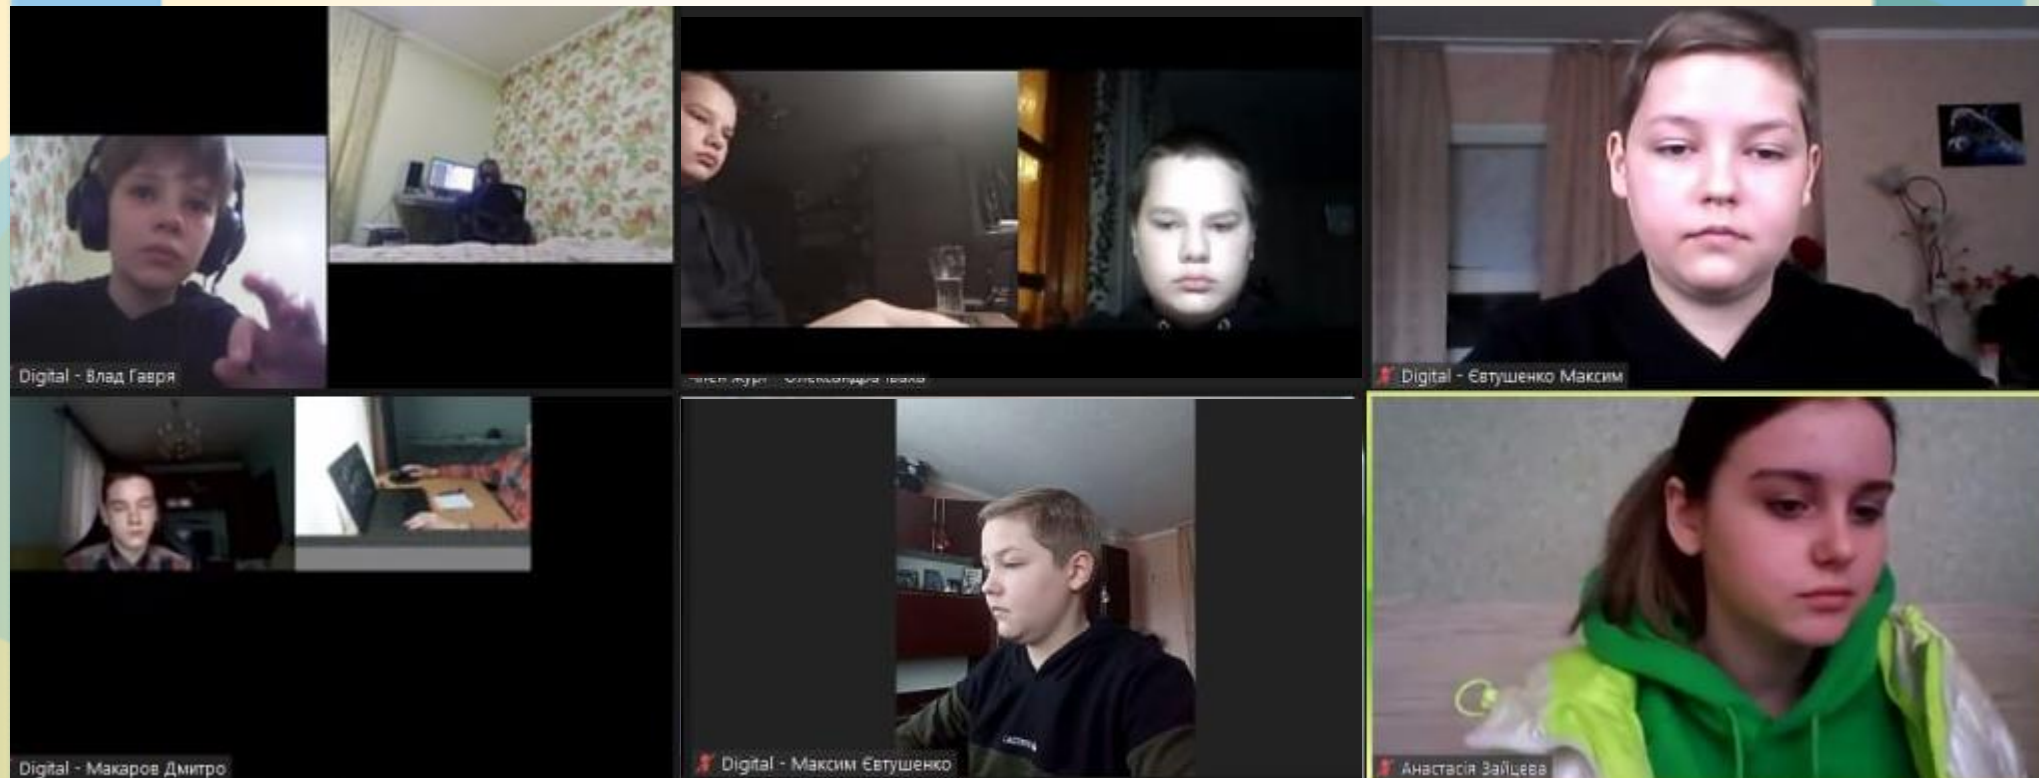 Digital - Влад Гавря
Digital - Євтушенко Максим
Digital - Макаров Дмитро
Digital - Максим Євтушенко
Анастасія Зайцева